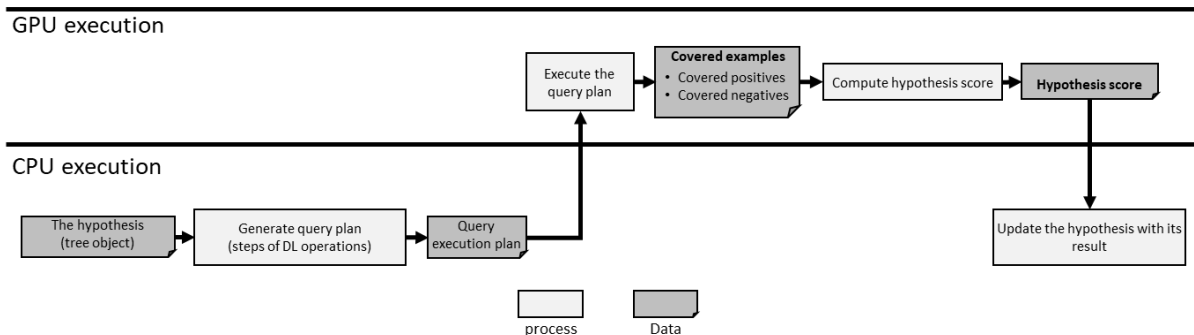 GPU execution
Execute the
query plan
Covered examples
• Covered positives
• Covered negatives
Compute hypothesis score
Hypothesis score
CPU execution
The hypothesis
(tree object)
Generate query plan
(steps of DL operations)
Query
execution plan
Update the hypothesis with its
result
process
Data